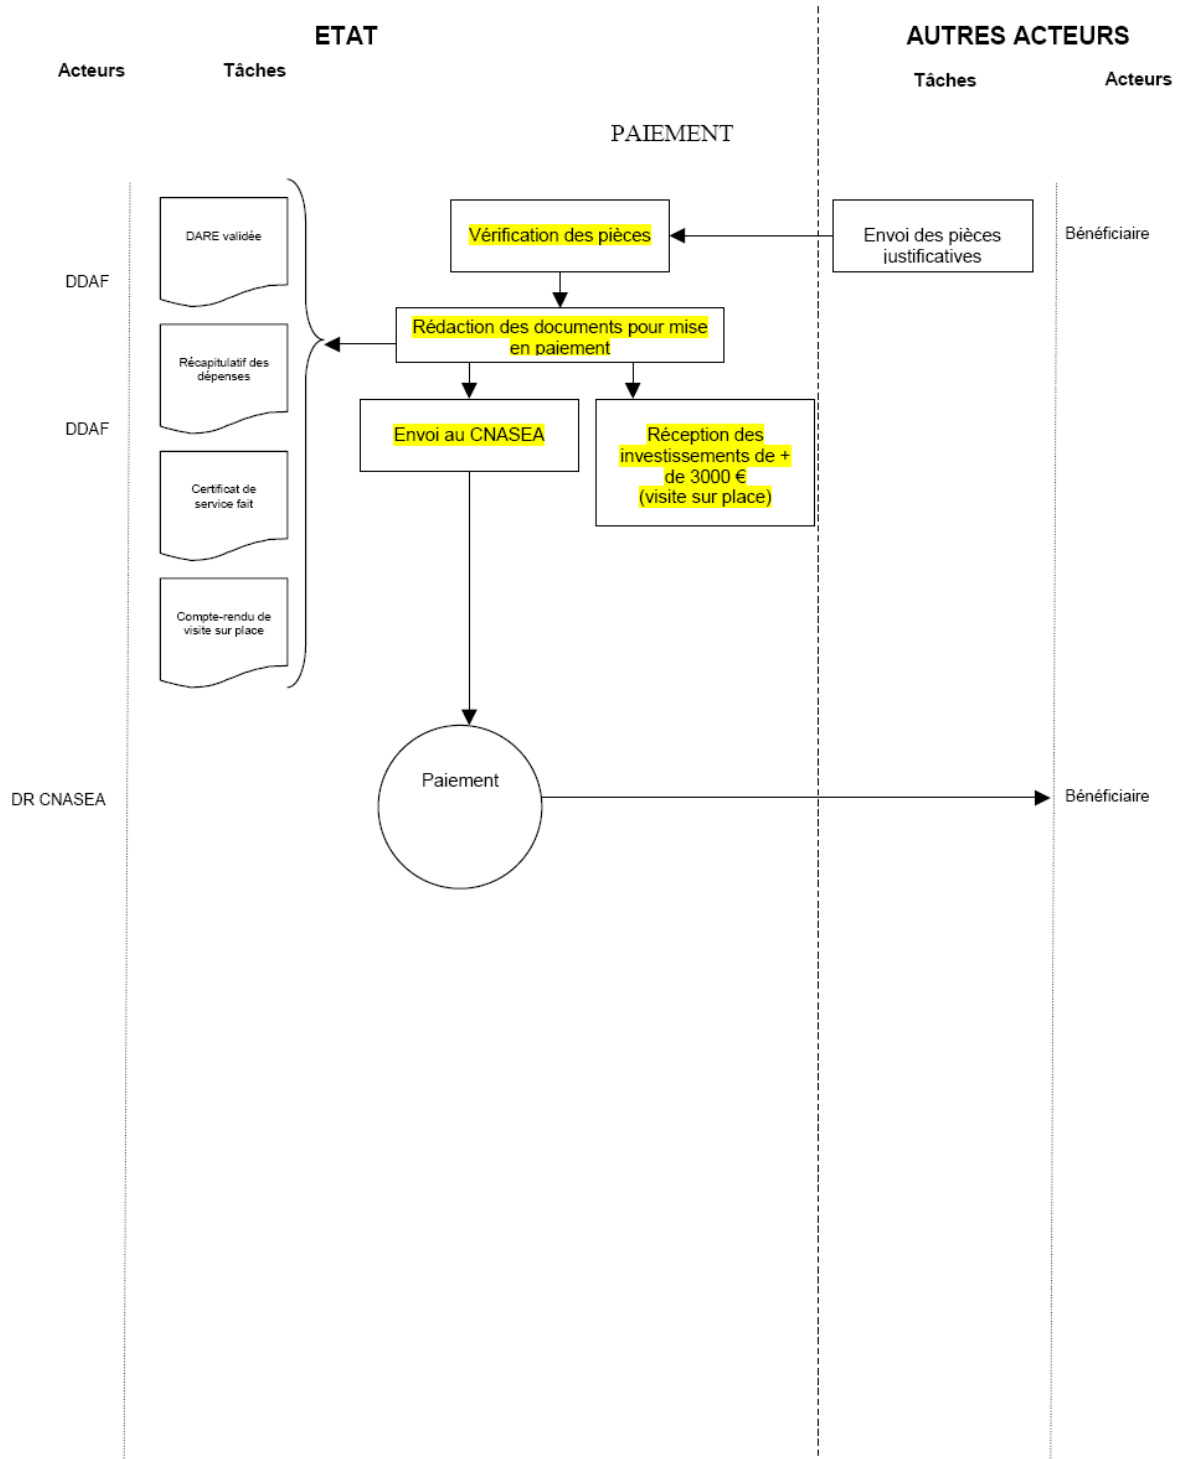 ETAT
AUTRES ACTEURS
Acteurs
Tâches
Tâches
Acteurs
PAIEMENT
DARE validée
Vérification des pièces
Envoi des pièces
justificatives
Bénéficiaire
DDAF
Rédaction des documents pour mise
en paiement
Récapitulatif des
dépenses
DDAF
Envoi au CNASEA
Réception des
investissements de +
de 3000 €
(visite sur place)
Certificat de
service fait
Compte-rendu de
visite sur place
Paiement
DR CNASEA
Bénéficiaire